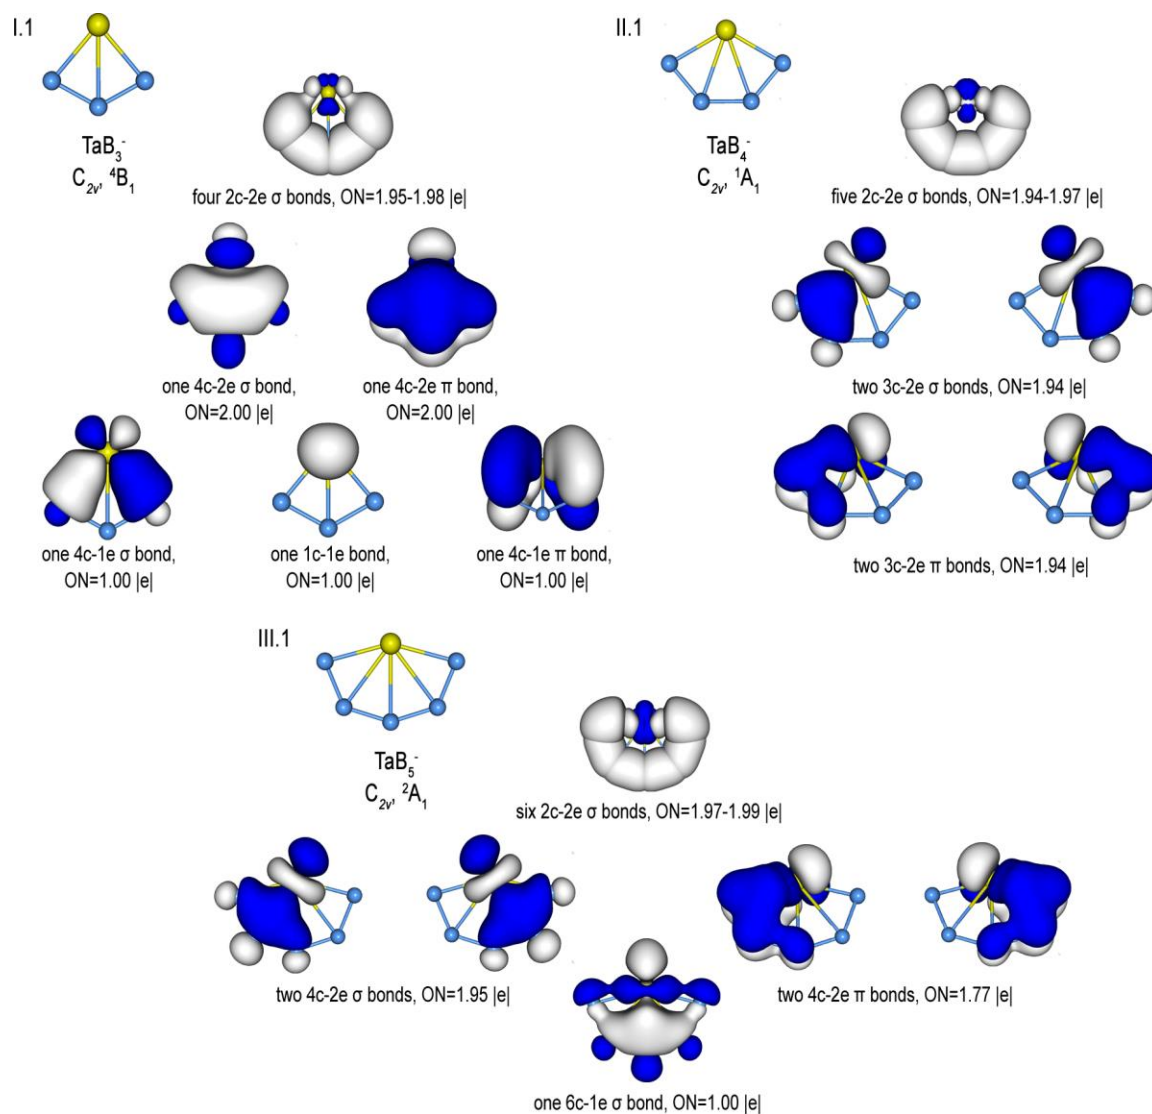 I.1
TaB₃⁻
C₂ᵥ, ⁴B₁
four 2c-2e σ bonds, ON=1.95-1.98 |e|
one 4c-2e σ bond,
ON=2.00 |e|
one 4c-2e π bond,
ON=2.00 |e|
one 4c-1e σ bond,
ON=1.00 |e|
one 1c-1e bond,
ON=1.00 |e|
one 4c-1e π bond,
ON=1.00 |e|
II.1
TaB₄⁻
C₂ᵥ, ¹A₁
five 2c-2e σ bonds, ON=1.94-1.97 |e|
two 3c-2e σ bonds, ON=1.94 |e|
two 3c-2e π bonds, ON=1.94 |e|
III.1
TaB₅⁻
C₂ᵥ, ²A₁
six 2c-2e σ bonds, ON=1.97-1.99 |e|
two 4c-2e σ bonds, ON=1.95 |e|
two 4c-2e π bonds, ON=1.77 |e|
one 6c-1e σ bond, ON=1.00 |e|